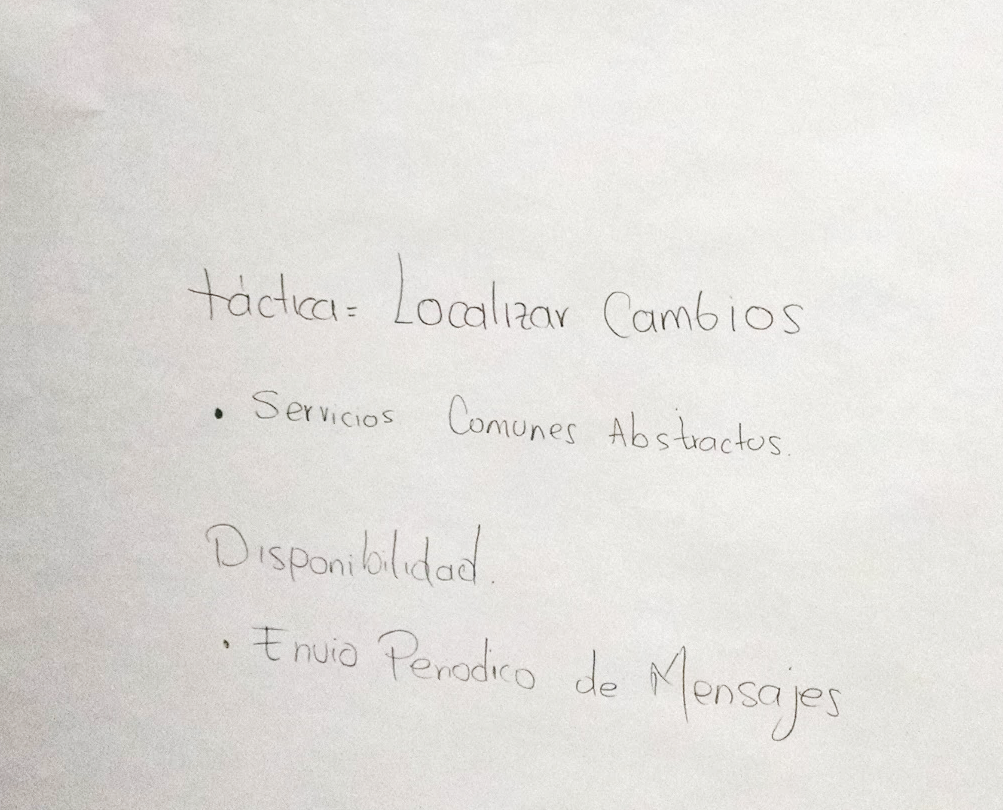 táctica= Localizar Cambios
• Servicios Comunes Abstractos.
Disponibilidad.
• Envio Periodico de Mensajes